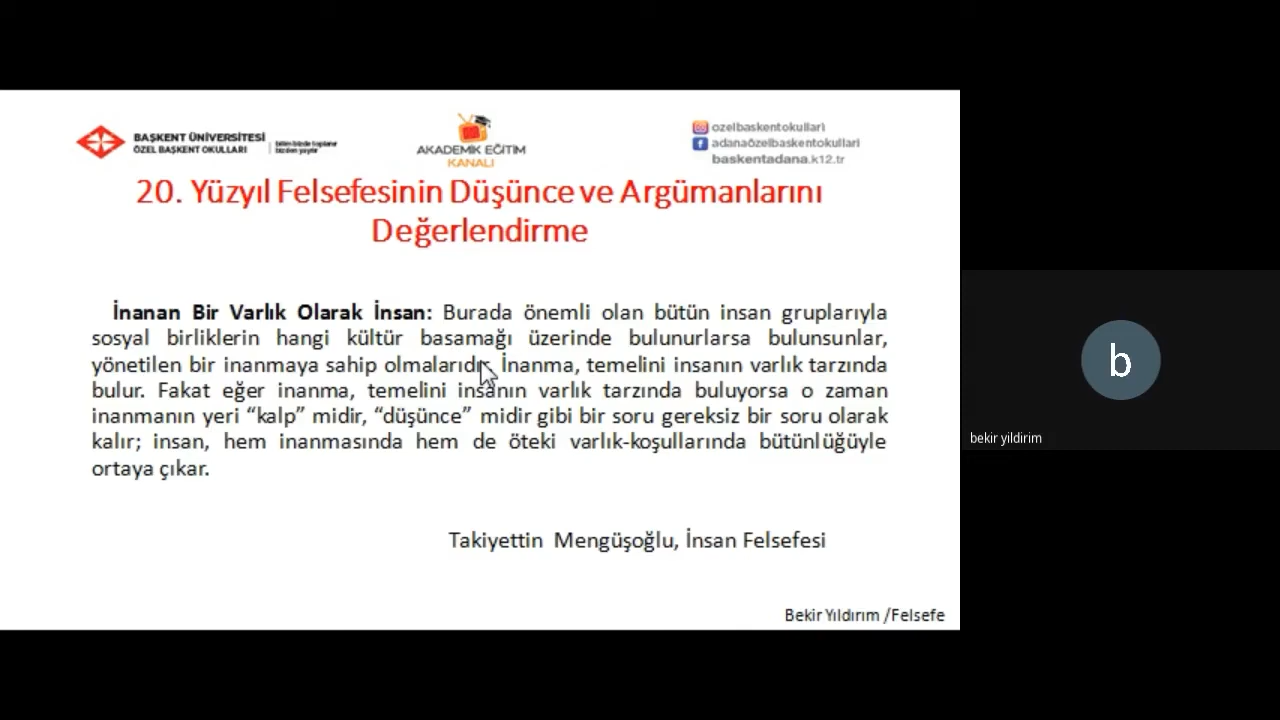 BAŞKENT ÜNİVERSİTESİ
ÖZEL BAŞKENT OKULLARI
AKADEMİK EĞİTİM
KANALI
ozelbaskentokullari
adanaözelbaskentokullari
baskentadana.k12.tr
20. Yüzyıl Felsefesinin Düşünce ve Argümanlarını
Değerlendirme
İnanan Bir Varlık Olarak İnsan: Burada önemli olan bütün insan gruplarıyla
sosyal birliklerin hangi kültür basamağı üzerinde bulunurlarsa bulunsunlar,
yönetilen bir inanmaya sahip olmalarıdır. İnanma, temelini insanın varlık tarzında
bulur. Fakat eğer inanma, temelini insanın varlık tarzında buluyorsa o zaman
inanmanın yeri “kalp” midir, “düşünce” midir gibi bir soru gereksiz bir soru olarak
kalır; insan, hem inanmasında hem de öteki varlık-koşullarında bütünlüğüyle
ortaya çıkar.
Takiyettin Mengüşoğlu, İnsan Felsefesi
Bekir Yıldırım /Felsefe
b
bekir yildirim